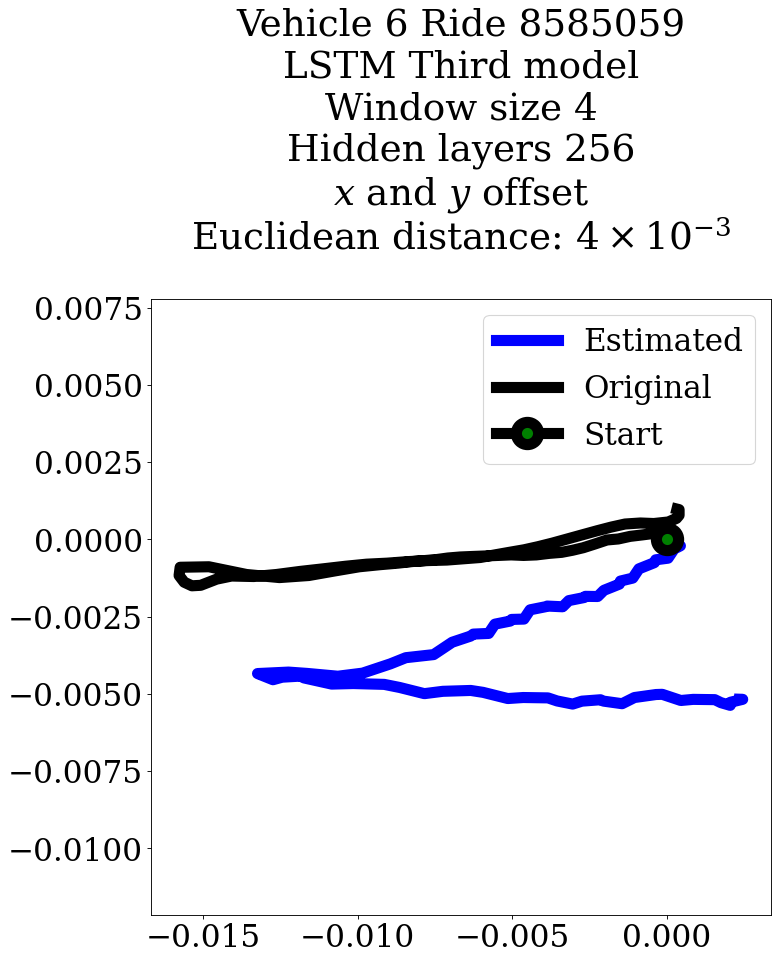 Vehicle 6 Ride 8585059
LSTM Third model
Window size 4
Hidden layers 256
x and y offset
Euclidean distance: 4 × 10⁻³
Estimated
Original
Start
0.0075
0.0050
0.0025
0.0000
−0.0025
−0.0050
−0.0075
−0.0100
−0.015 −0.010 −0.005 0.000